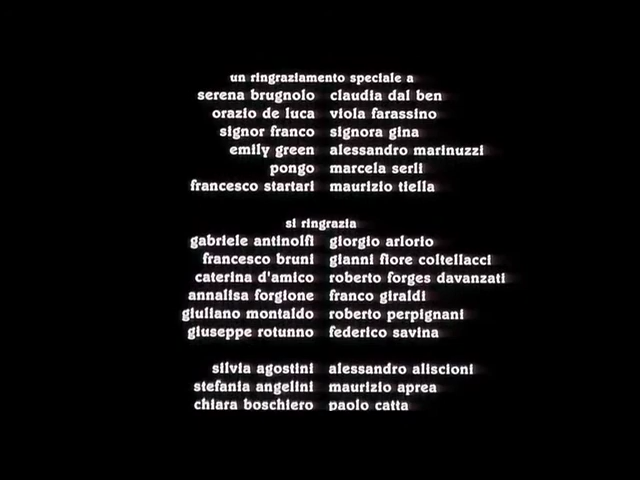 un ringraziamento speciale a
serena brugnolo claudia dal ben
orazio de luca viola farassino
signor franco signora gina
emily green alessandro marinuzzi
pongo marcela serli
francesco startari maurizio tiella
si ringrazia
gabriele antinolfi giorgio arlorio
francesco bruni gianni fiore coltellacci
caterina d'amico roberto forges davanzati
annalisa forgione franco giraldi
giuliano montaldo roberto perpignani
giuseppe rotunno federico savina
silvia agostini alessandro aliscioni
stefania angelini maurizio aprea
chiara boschiero paolo catta